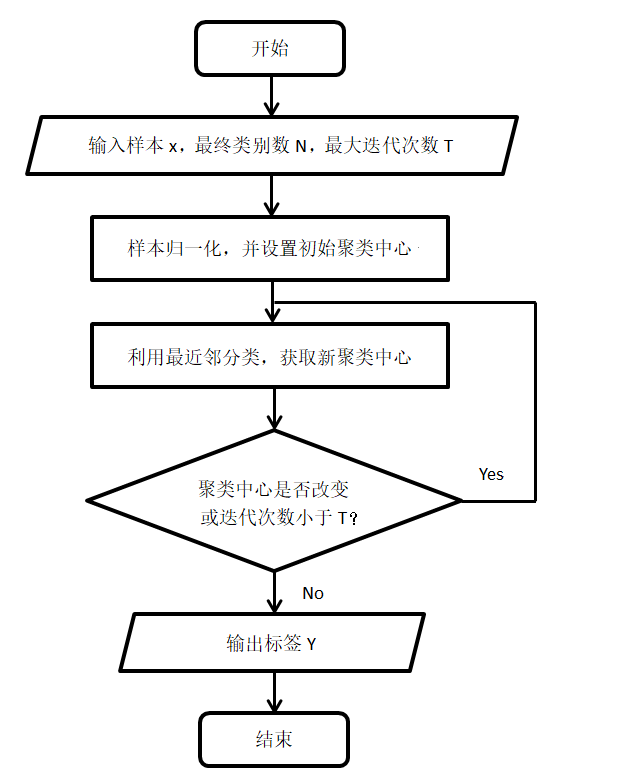 开始
输入样本 x，最终类别数 N，最大迭代次数 T
样本归一化，并设置初始聚类中心
利用最近邻分类，获取新聚类中心
聚类中心是否改变
或迭代次数小于 T？
Yes
No
输出标签 Y
结束